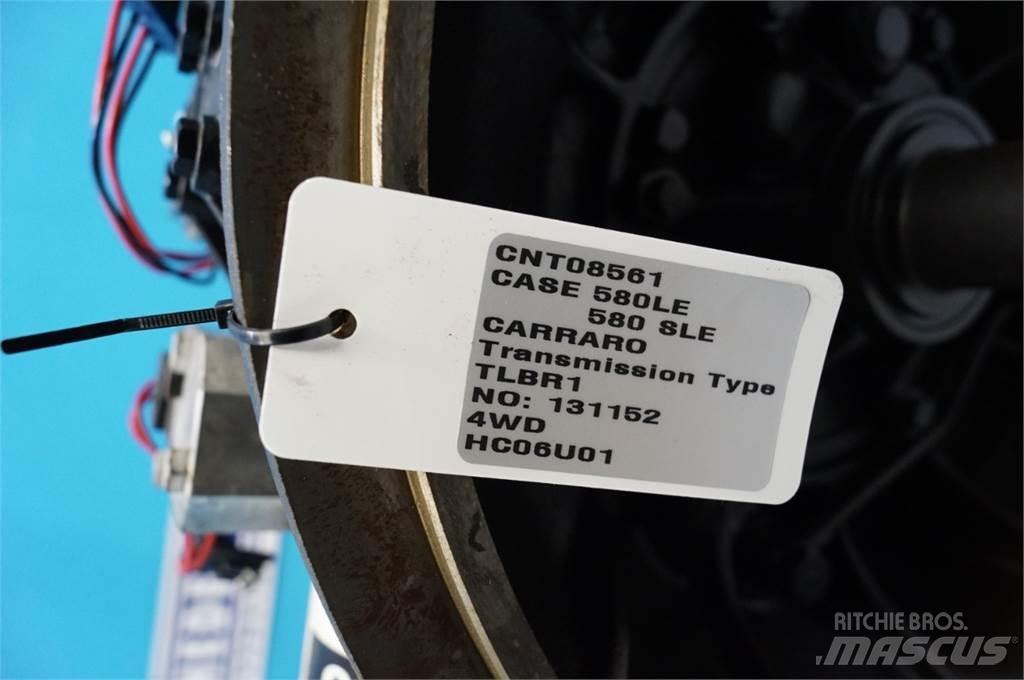 CNT08561
CASE 580LE
580 SLE
CARRARO
Transmission Type
TLBR1
NO: 131152
4WD
HC06U01
RITCHIE BROS.
MASCUS